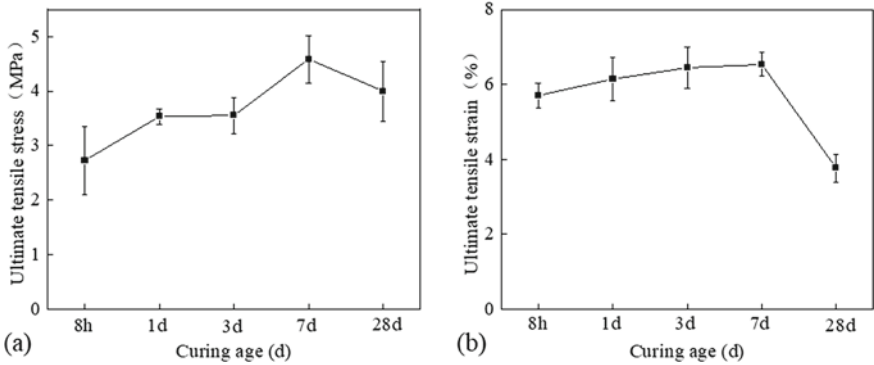 Ultimate tensile stress（MPa）
5
4
3
2
1
0
8h 1d 3d 7d 28d
Curing age (d)
(a)
Ultimate tensile strain（%）
8
6
4
2
0
8h 1d 3d 7d 28d
Curing age (d)
(b)